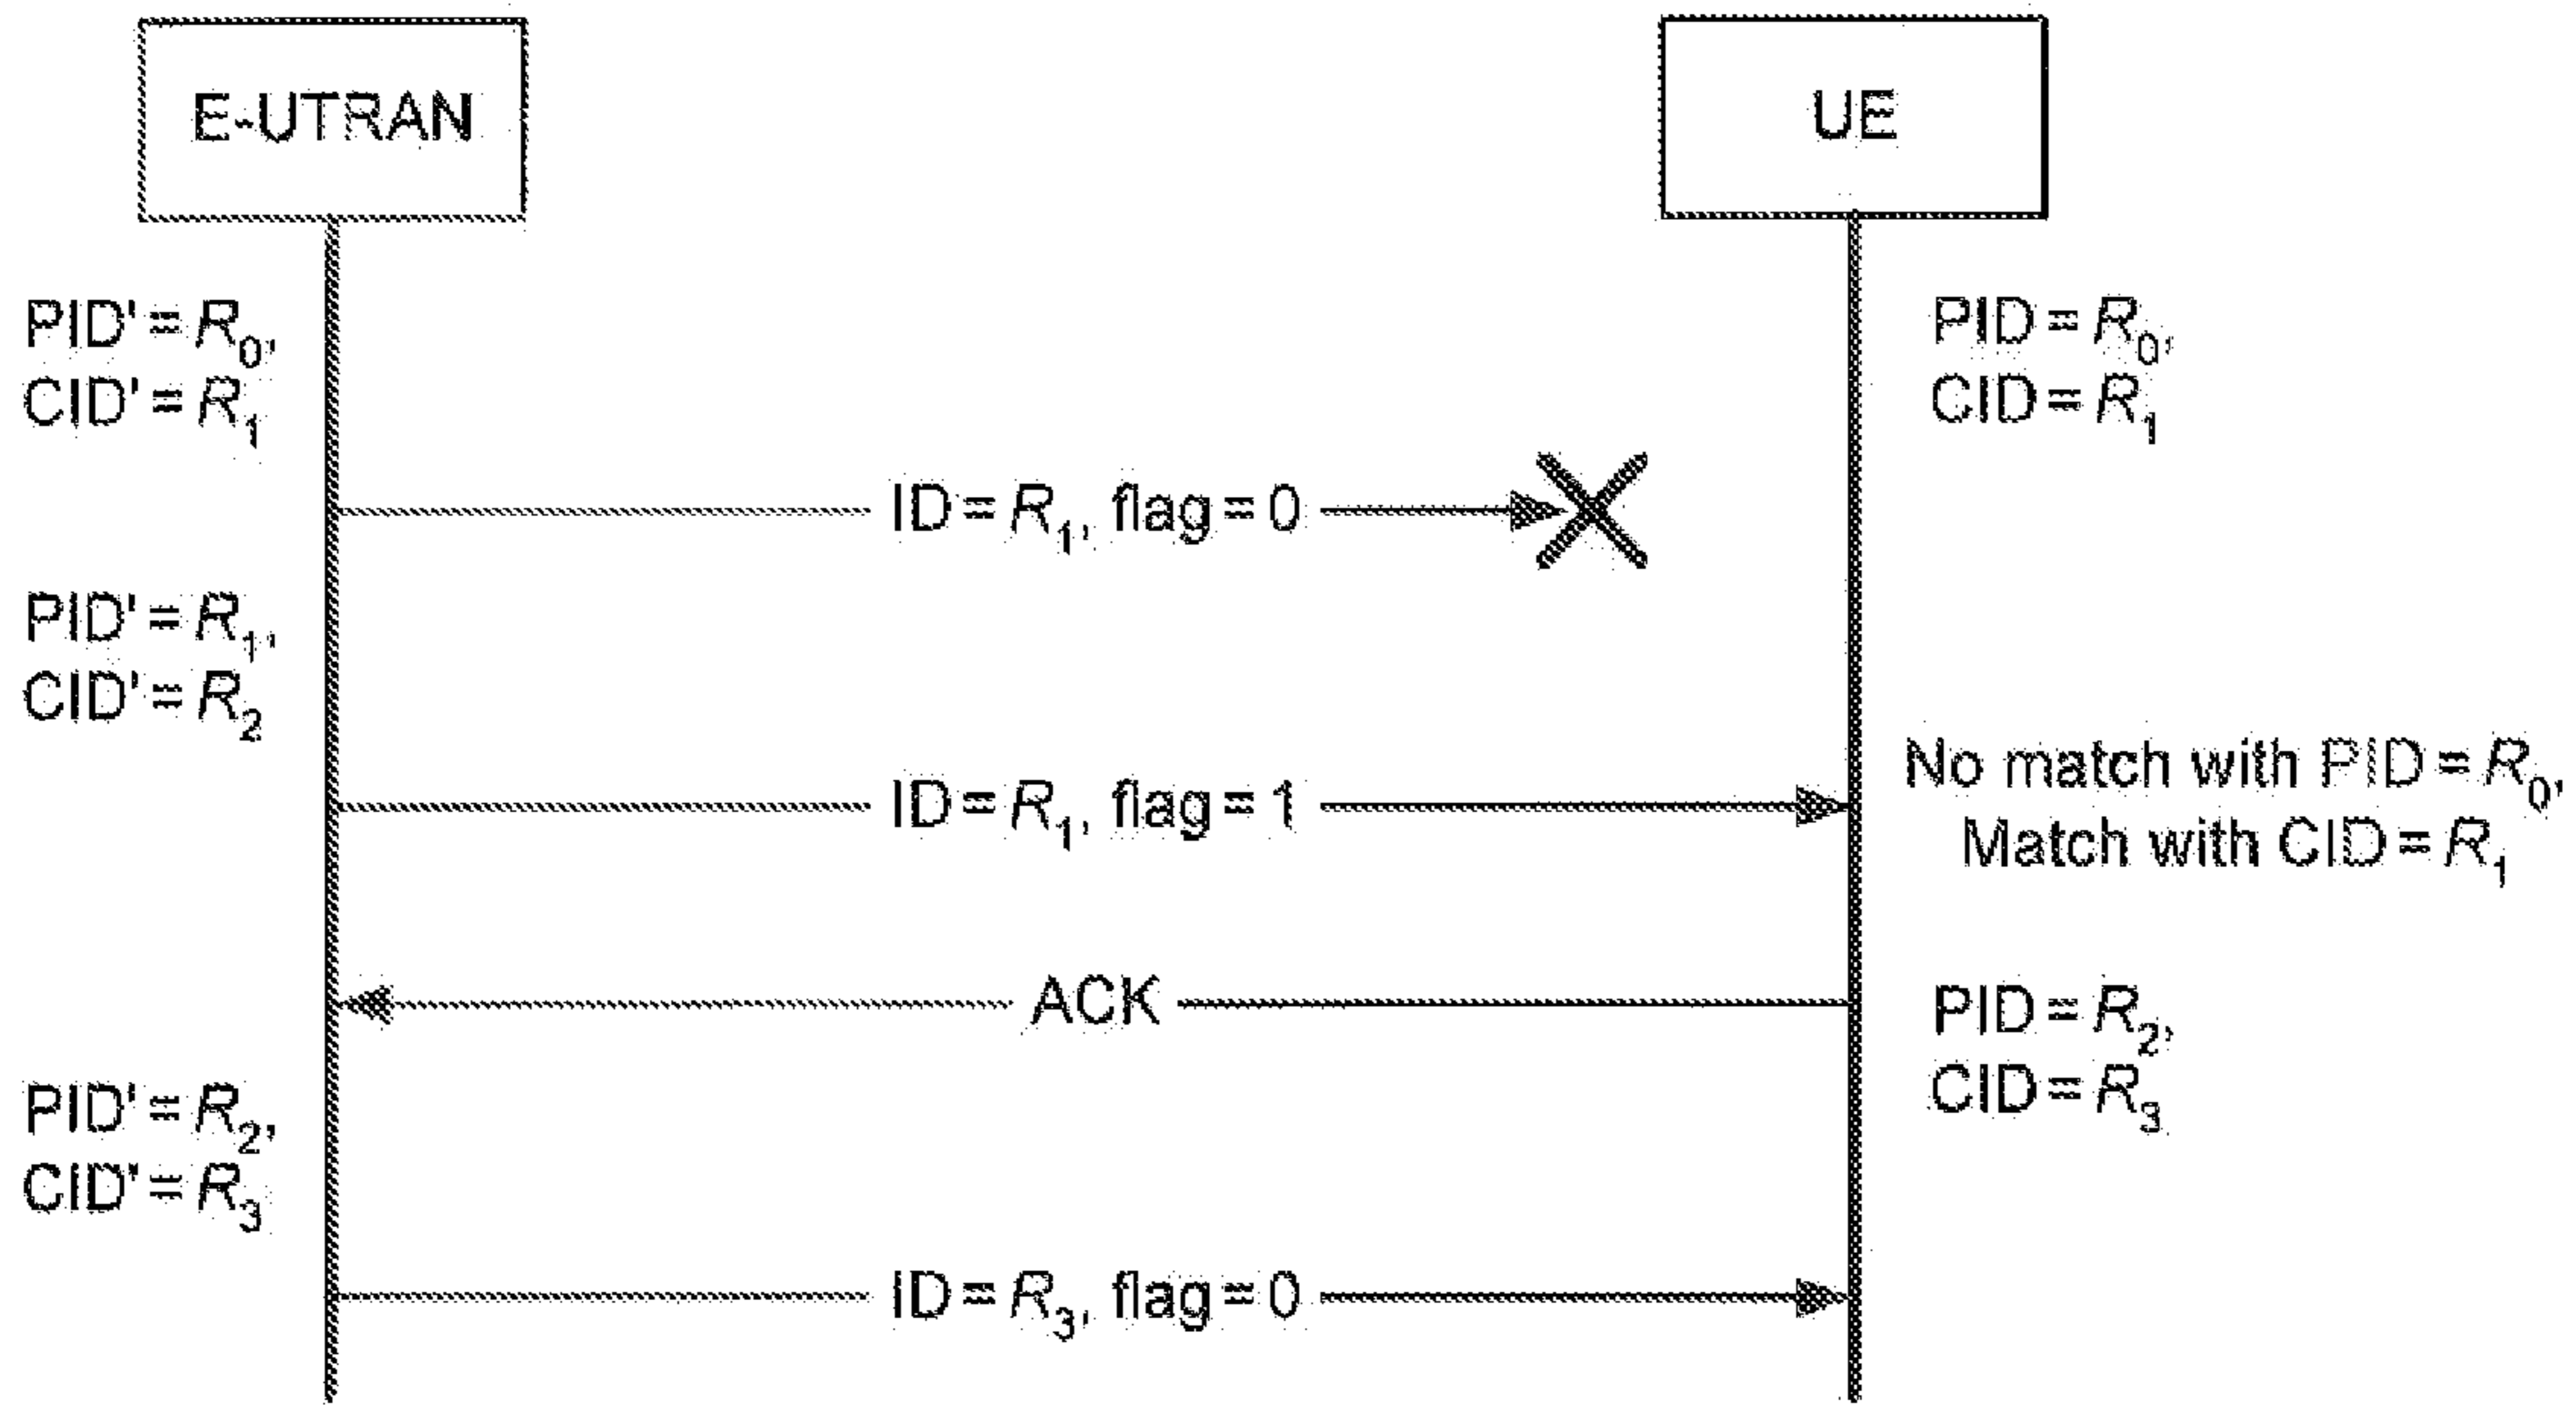 E-UTRAN
UE
PID' = R0,
CID' = R1
PID = R0,
CID = R1
ID = R1, flag = 0
PID' = R1,
CID' = R2
ID = R1, flag = 1
No match with PID = R0,
Match with CID = R1
ACK
PID = R2,
CID = R3
PID' = R2,
CID' = R3
ID = R3, flag = 0